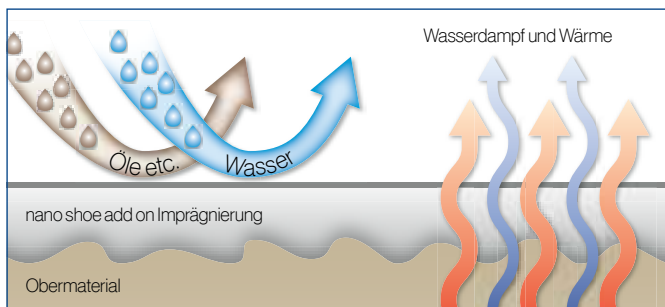 Wasserdampf und Wärme
Öle etc.
Wasser
nano shoe add on Imprägnierung
Obermaterial